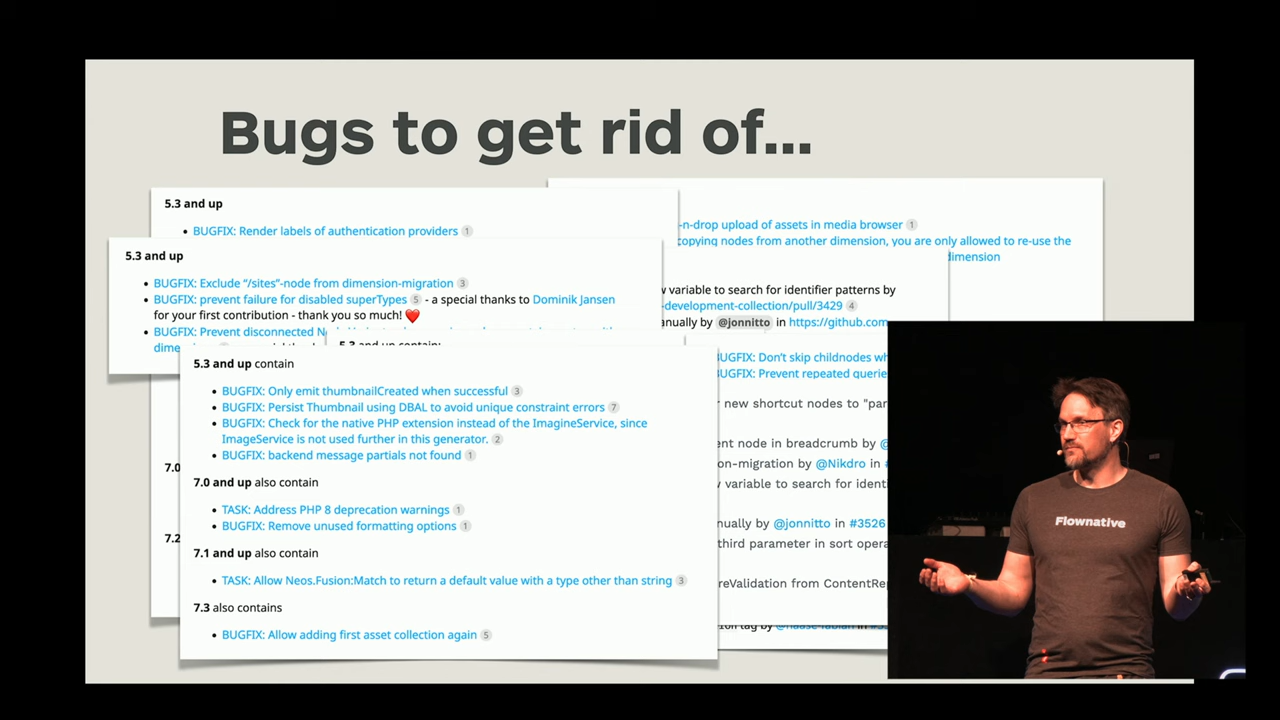 Bugs to get rid of...
5.3 and up
BUGFIX: Render labels of authentication providers 1
5.3 and up
BUGFIX: Exclude “/sites”-node from dimension-migration 3
BUGFIX: prevent failure for disabled superTypes 5 - a special thanks to Dominik Jansen
for your first contribution - thank you so much! ❤️
BUGFIX: Prevent disconnected
5.3 and up contain:
5.3 and up contain
BUGFIX: Only emit thumbnailCreated when successful 3
BUGFIX: Persist Thumbnail using DBAL to avoid unique constraint errors 7
BUGFIX: Check for the native PHP extension instead of the ImagineService, since
ImageService is not used further in this generator. 2
BUGFIX: backend message partials not found 1
7.0 and up also contain
TASK: Address PHP 8 deprecation warnings 1
BUGFIX: Remove unused formatting options 1
7.1 and up also contain
TASK: Allow Neos.Fusion:Match to return a default value with a type other than string 3
7.3 also contains
BUGFIX: Allow adding first asset collection again 5
7.0
7.2
-n-drop upload of assets in media browser 1
copying nodes from another dimension, you are only allowed to re-use the
dimension
w variable to search for identifier patterns by
-development-collection/pull/3429 4
anually by @jonnitto in https://github.com
BUGFIX: Don’t skip childnodes wh
BUGFIX: Prevent repeated querie
r new shortcut nodes to "par
ent node in breadcrumb by @
on-migration by @Nikdro in #
w variable to search for identi
nually by @jonnitto in #3526
third parameter in sort opera
reValidation from ContentRep
Flownative